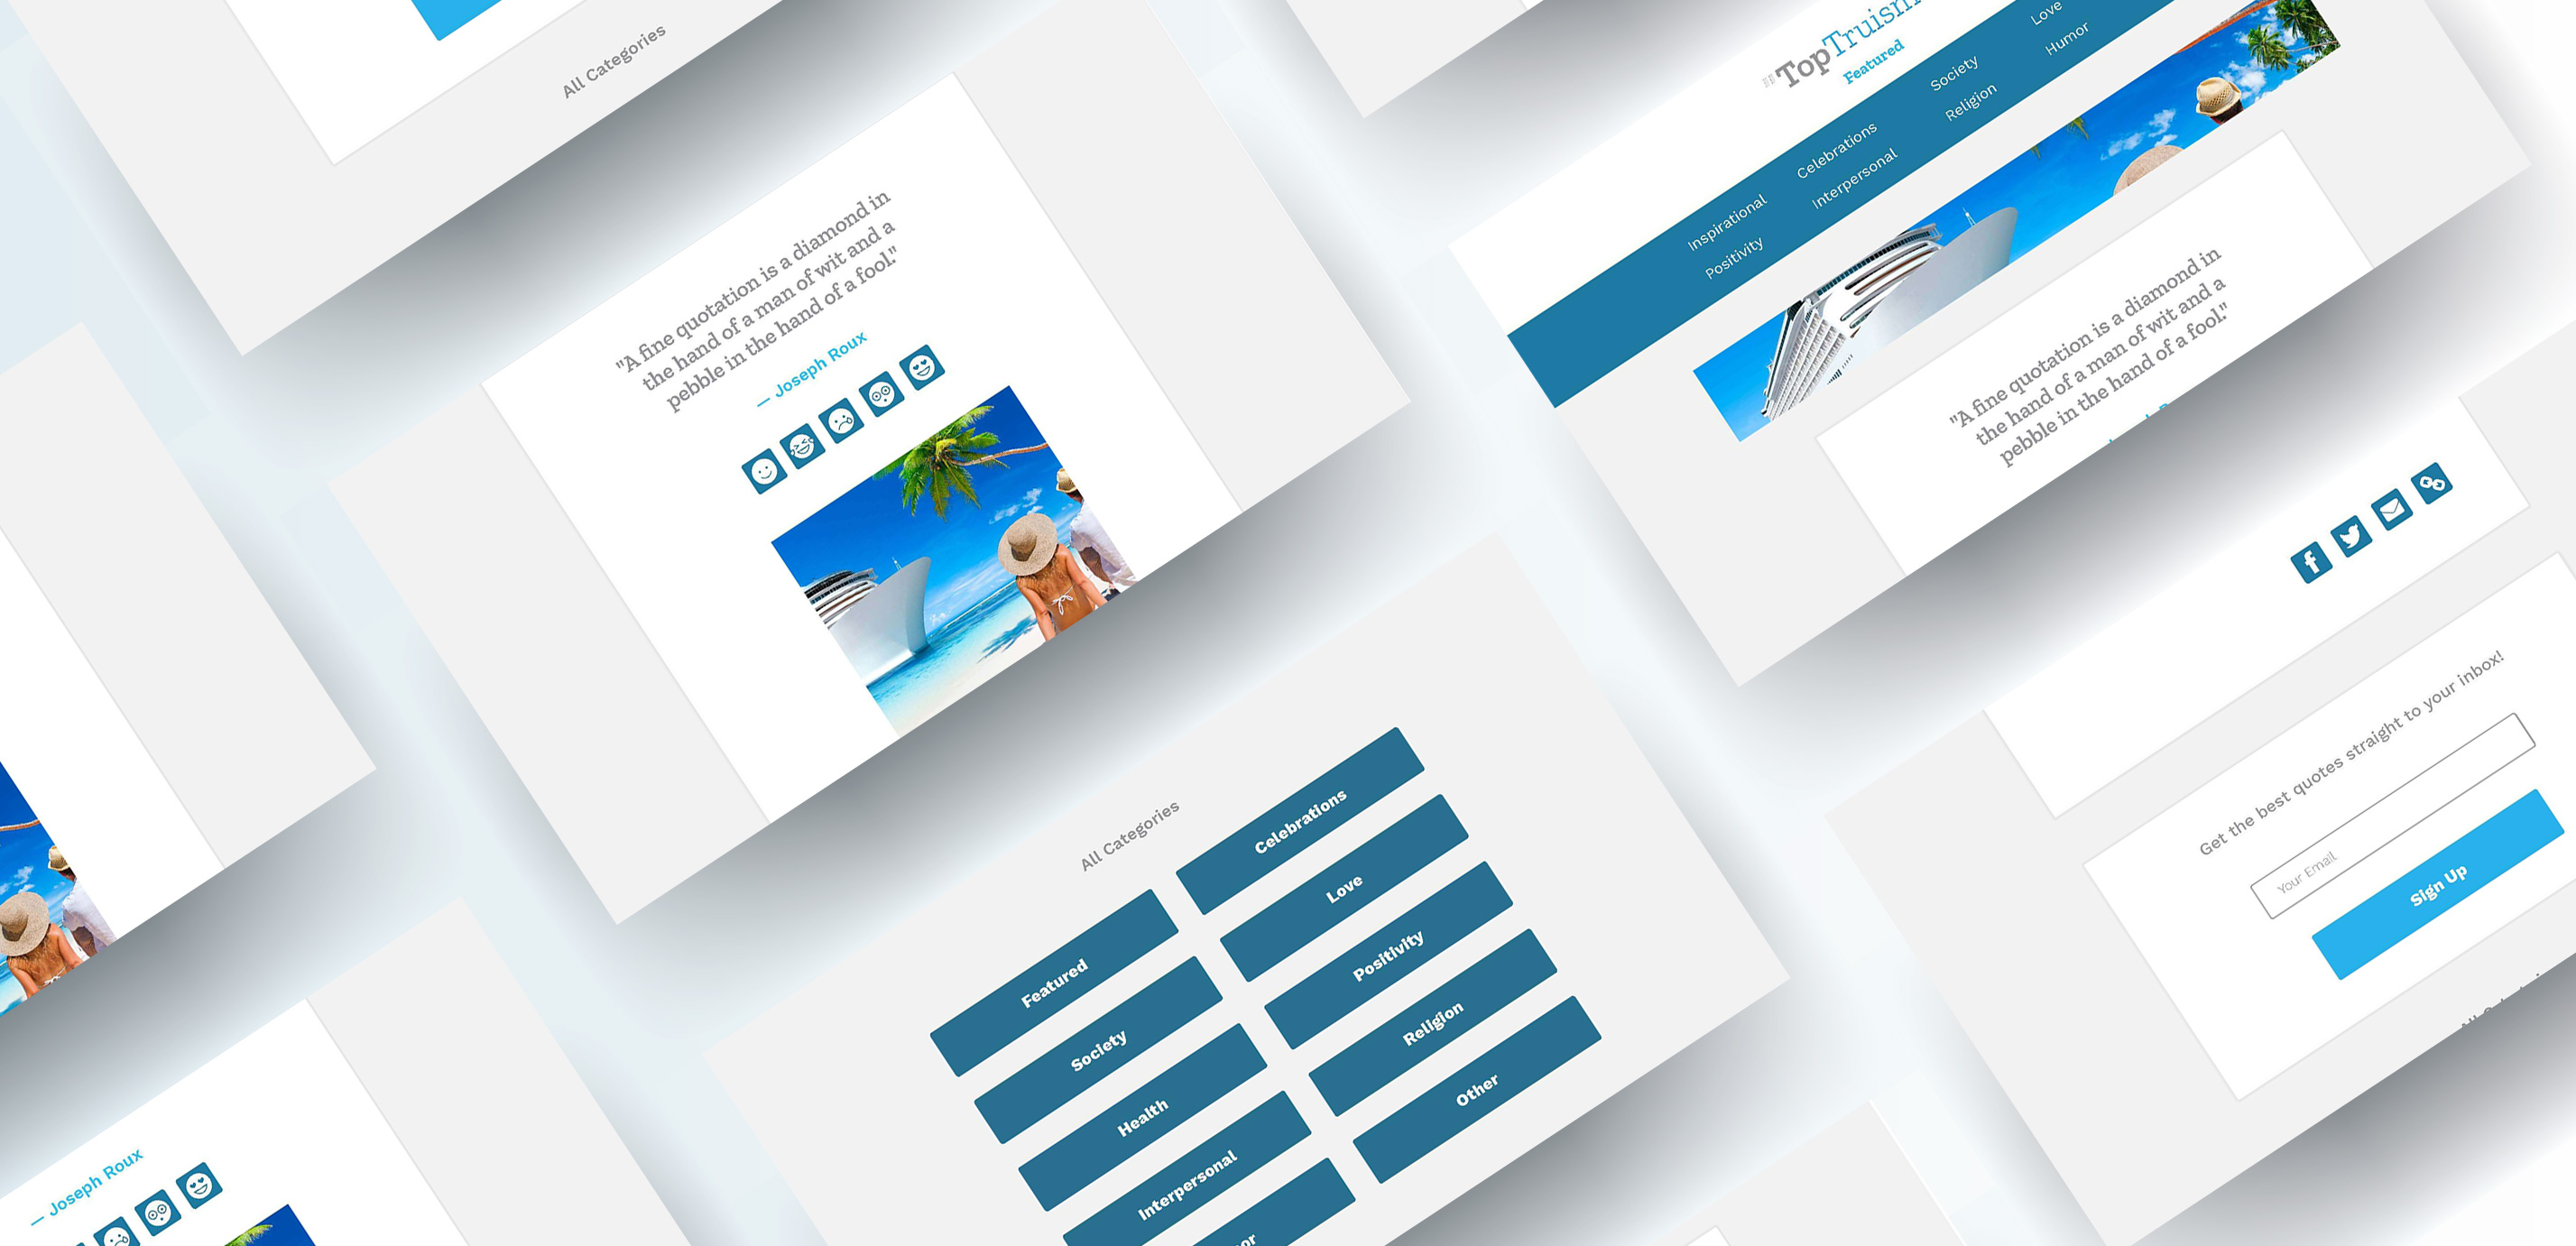 All Categories
"A fine quotation is a diamond in
the hand of a man of wit and a
pebble in the hand of a fool."
— Joseph Roux
All Categories
Featured
Celebrations
Society
Love
Health
Positivity
Interpersonal
Religion
Other
— Joseph Roux
Featured
Inspirational
Celebrations
Society
Love
Positivity
Interpersonal
Religion
Humor
"A fine quotation is a diamond in
the hand of a man of wit and a
pebble in the hand of a fool."
Get the best quotes straight to your inbox!
Your Email
Sign Up